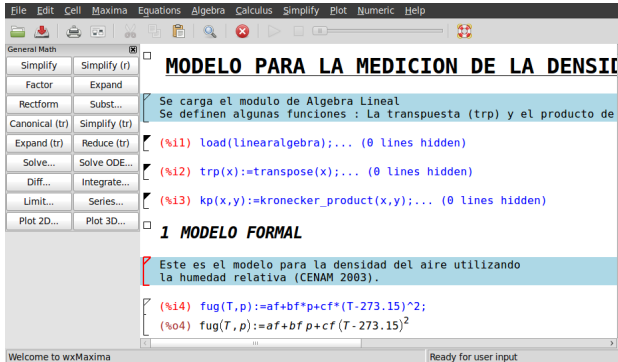 File Edit Cell Maxima Equations Algebra Calculus Simplify Plot Numeric Help
General Math
Simplify Simplify (r)
Factor Expand
Rectform Subst...
Canonical (tr) Simplify (tr)
Expand (tr) Reduce (tr)
Solve... Solve ODE...
Diff... Integrate...
Limit... Series...
Plot 2D... Plot 3D...
MODELO PARA LA MEDICION DE LA DENSID
Se carga el modulo de Algebra Lineal
Se definen algunas funciones : La transpuesta (trp) y el producto de
(%i1) load(linearalgebra);... (0 lines hidden)
(%i2) trp(x):=transpose(x);... (0 lines hidden)
(%i3) kp(x,y):=kronecker_product(x,y);... (0 lines hidden)
1 MODELO FORMAL
Este es el modelo para la densidad del aire utilizando
la humedad relativa (CENAM 2003).
(%i4) fug(T,p):=af+bf*p+cf*(T-273.15)^2;
(%o4) fug(T,p):=af+bf p+cf (T-273.15)²
Welcome to wxMaxima Ready for user input